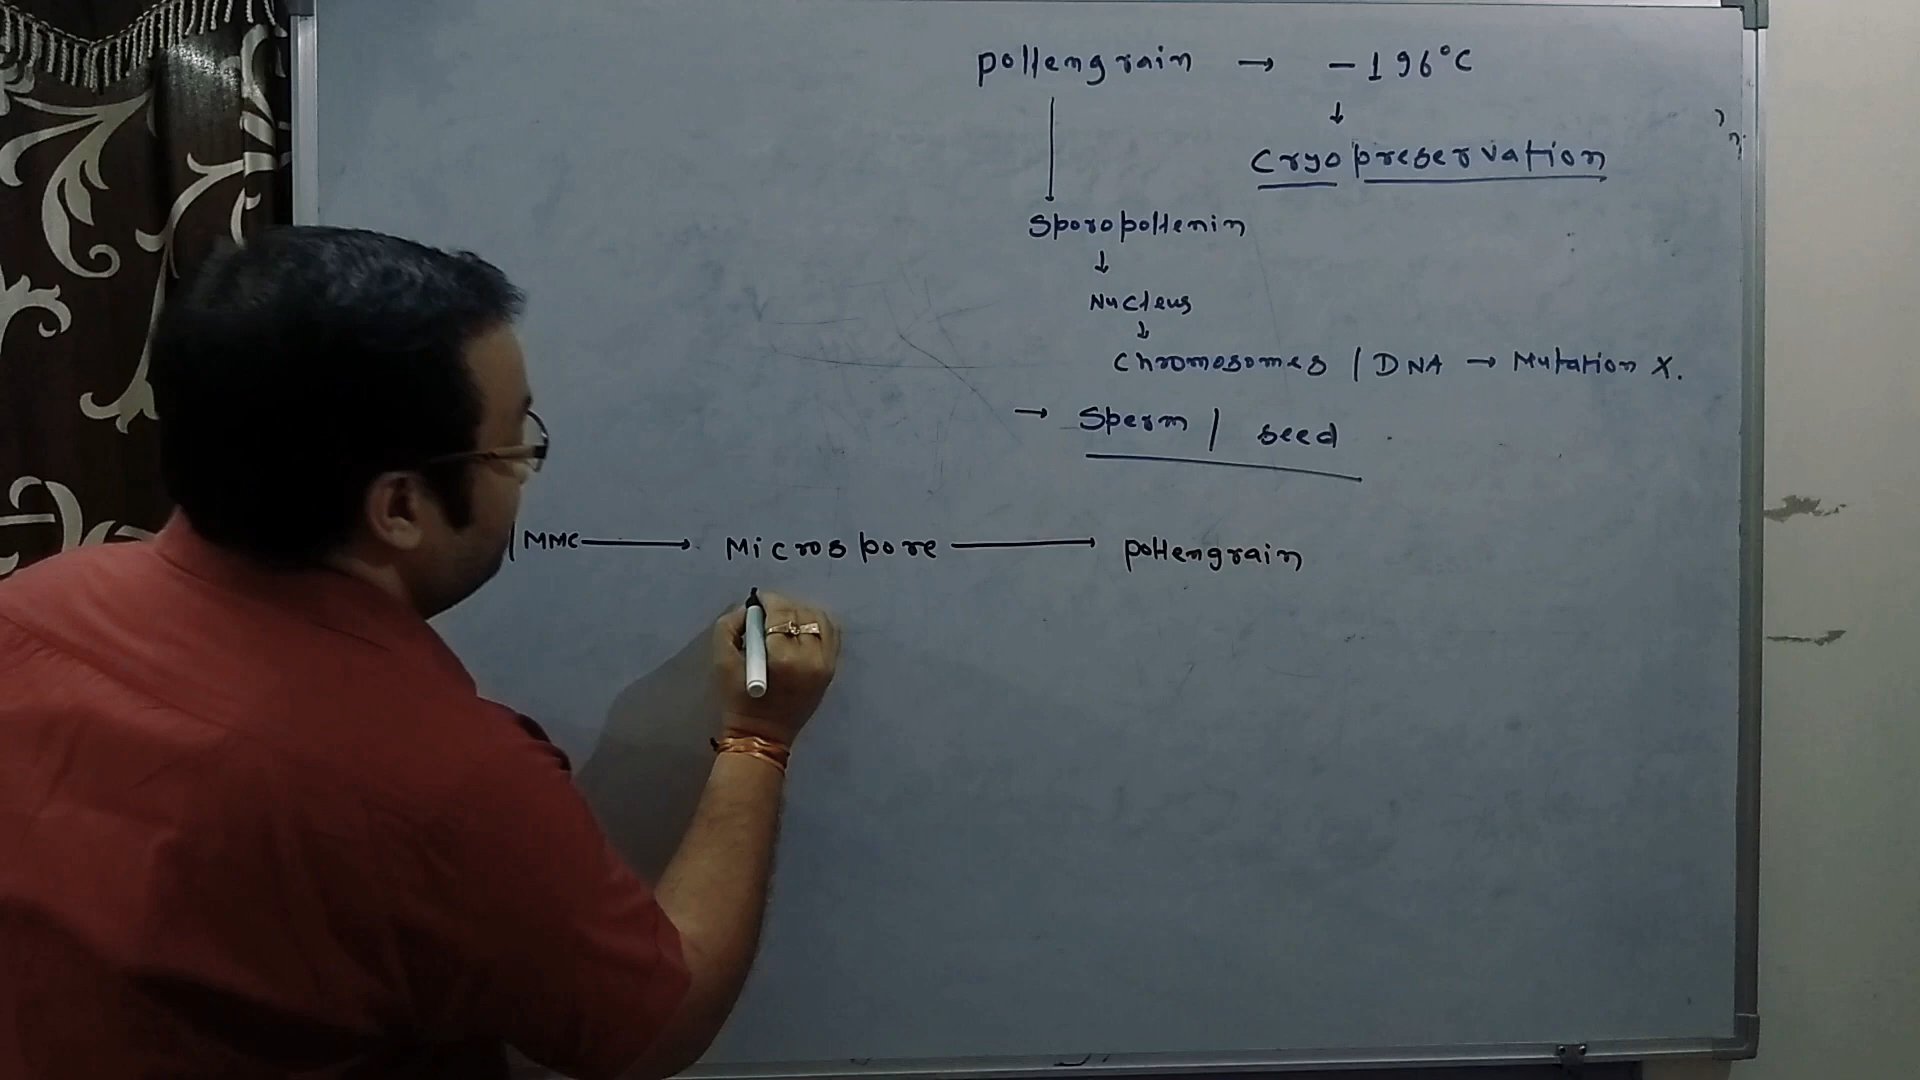 pollengrain → -196°C
↓
Cryopreservation
Sporopollenin
↓
Nucleus
↓
Chromosomes / DNA → Mutation X.
→ Sperm / seed
/MMC → Microspore → pollengrain